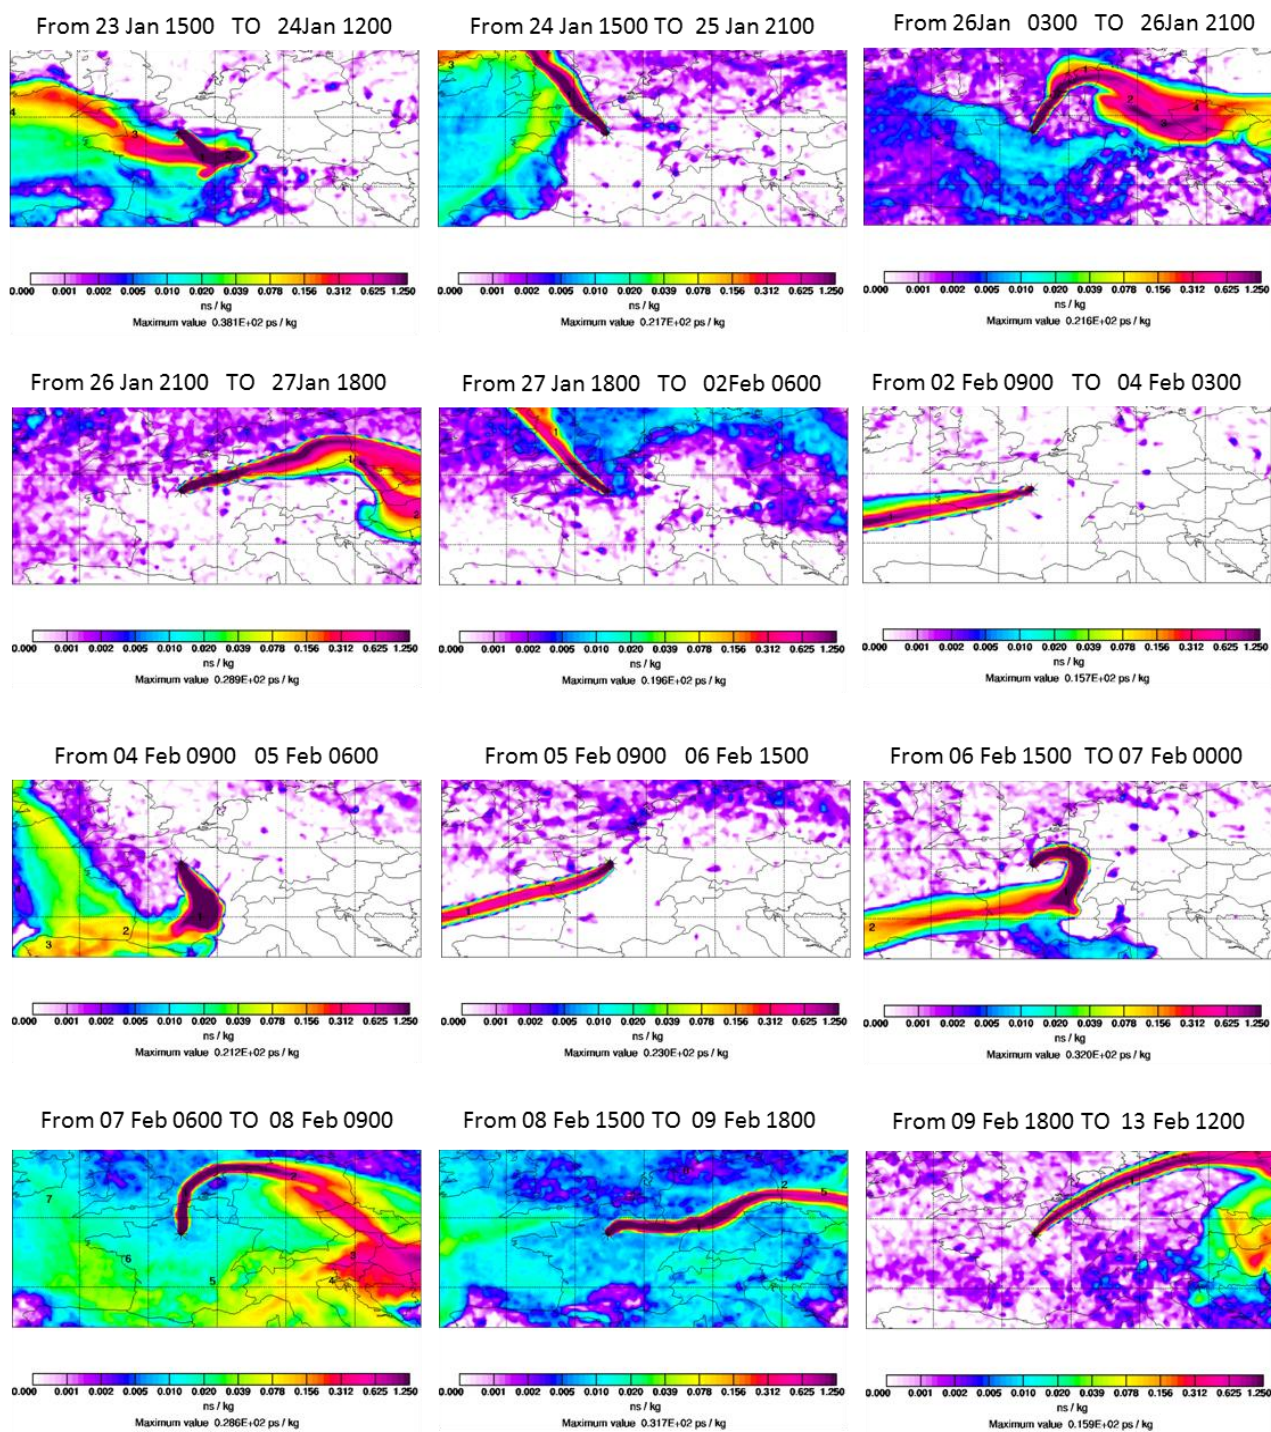 From 23 Jan 1500 TO 24Jan 1200
From 24 Jan 1500 TO 25 Jan 2100
From 26Jan 0300 TO 26Jan 2100
4
3
3
1
2
3
4
0.000 0.001 0.002 0.005 0.010 0.020 0.039 0.078 0.156 0.312 0.625 1.250
ns / kg
Maximum value 0.381E+02 ps / kg
0.000 0.001 0.002 0.005 0.010 0.020 0.039 0.078 0.156 0.312 0.625 1.250
ns / kg
Maximum value 0.217E+02 ps / kg
0.000 0.001 0.002 0.005 0.010 0.020 0.039 0.078 0.156 0.312 0.625 1.250
ns / kg
Maximum value 0.216E+02 ps / kg
From 26 Jan 2100 TO 27Jan 1800
From 27 Jan 1800 TO 02Feb 0600
From 02 Feb 0900 TO 04 Feb 0300
1
2
1
0.000 0.001 0.002 0.005 0.010 0.020 0.039 0.078 0.156 0.312 0.625 1.250
ns / kg
Maximum value 0.289E+02 ps / kg
0.000 0.001 0.002 0.005 0.010 0.020 0.039 0.078 0.156 0.312 0.625 1.250
ns / kg
Maximum value 0.196E+02 ps / kg
0.000 0.001 0.002 0.005 0.010 0.020 0.039 0.078 0.156 0.312 0.625 1.250
ns / kg
Maximum value 0.157E+02 ps / kg
From 04 Feb 0900 05 Feb 0600
From 05 Feb 0900 06 Feb 1500
From 06 Feb 1500 TO 07 Feb 0000
1
2
3
1
2
0.000 0.001 0.002 0.005 0.010 0.020 0.039 0.078 0.156 0.312 0.625 1.250
ns / kg
Maximum value 0.212E+02 ps / kg
0.000 0.001 0.002 0.005 0.010 0.020 0.039 0.078 0.156 0.312 0.625 1.250
ns / kg
Maximum value 0.230E+02 ps / kg
0.000 0.001 0.002 0.005 0.010 0.020 0.039 0.078 0.156 0.312 0.625 1.250
ns / kg
Maximum value 0.320E+02 ps / kg
From 07 Feb 0600 TO 08 Feb 0900
From 08 Feb 1500 TO 09 Feb 1800
From 09 Feb 1800 TO 13 Feb 1200
7
2
3
6
5
4
2
5
1
1
0.000 0.001 0.002 0.005 0.010 0.020 0.039 0.078 0.156 0.312 0.625 1.250
ns / kg
Maximum value 0.286E+02 ps / kg
0.000 0.001 0.002 0.005 0.010 0.020 0.039 0.078 0.156 0.312 0.625 1.250
ns / kg
Maximum value 0.317E+02 ps / kg
0.000 0.001 0.002 0.005 0.010 0.020 0.039 0.078 0.156 0.312 0.625 1.250
ns / kg
Maximum value 0.159E+02 ps / kg